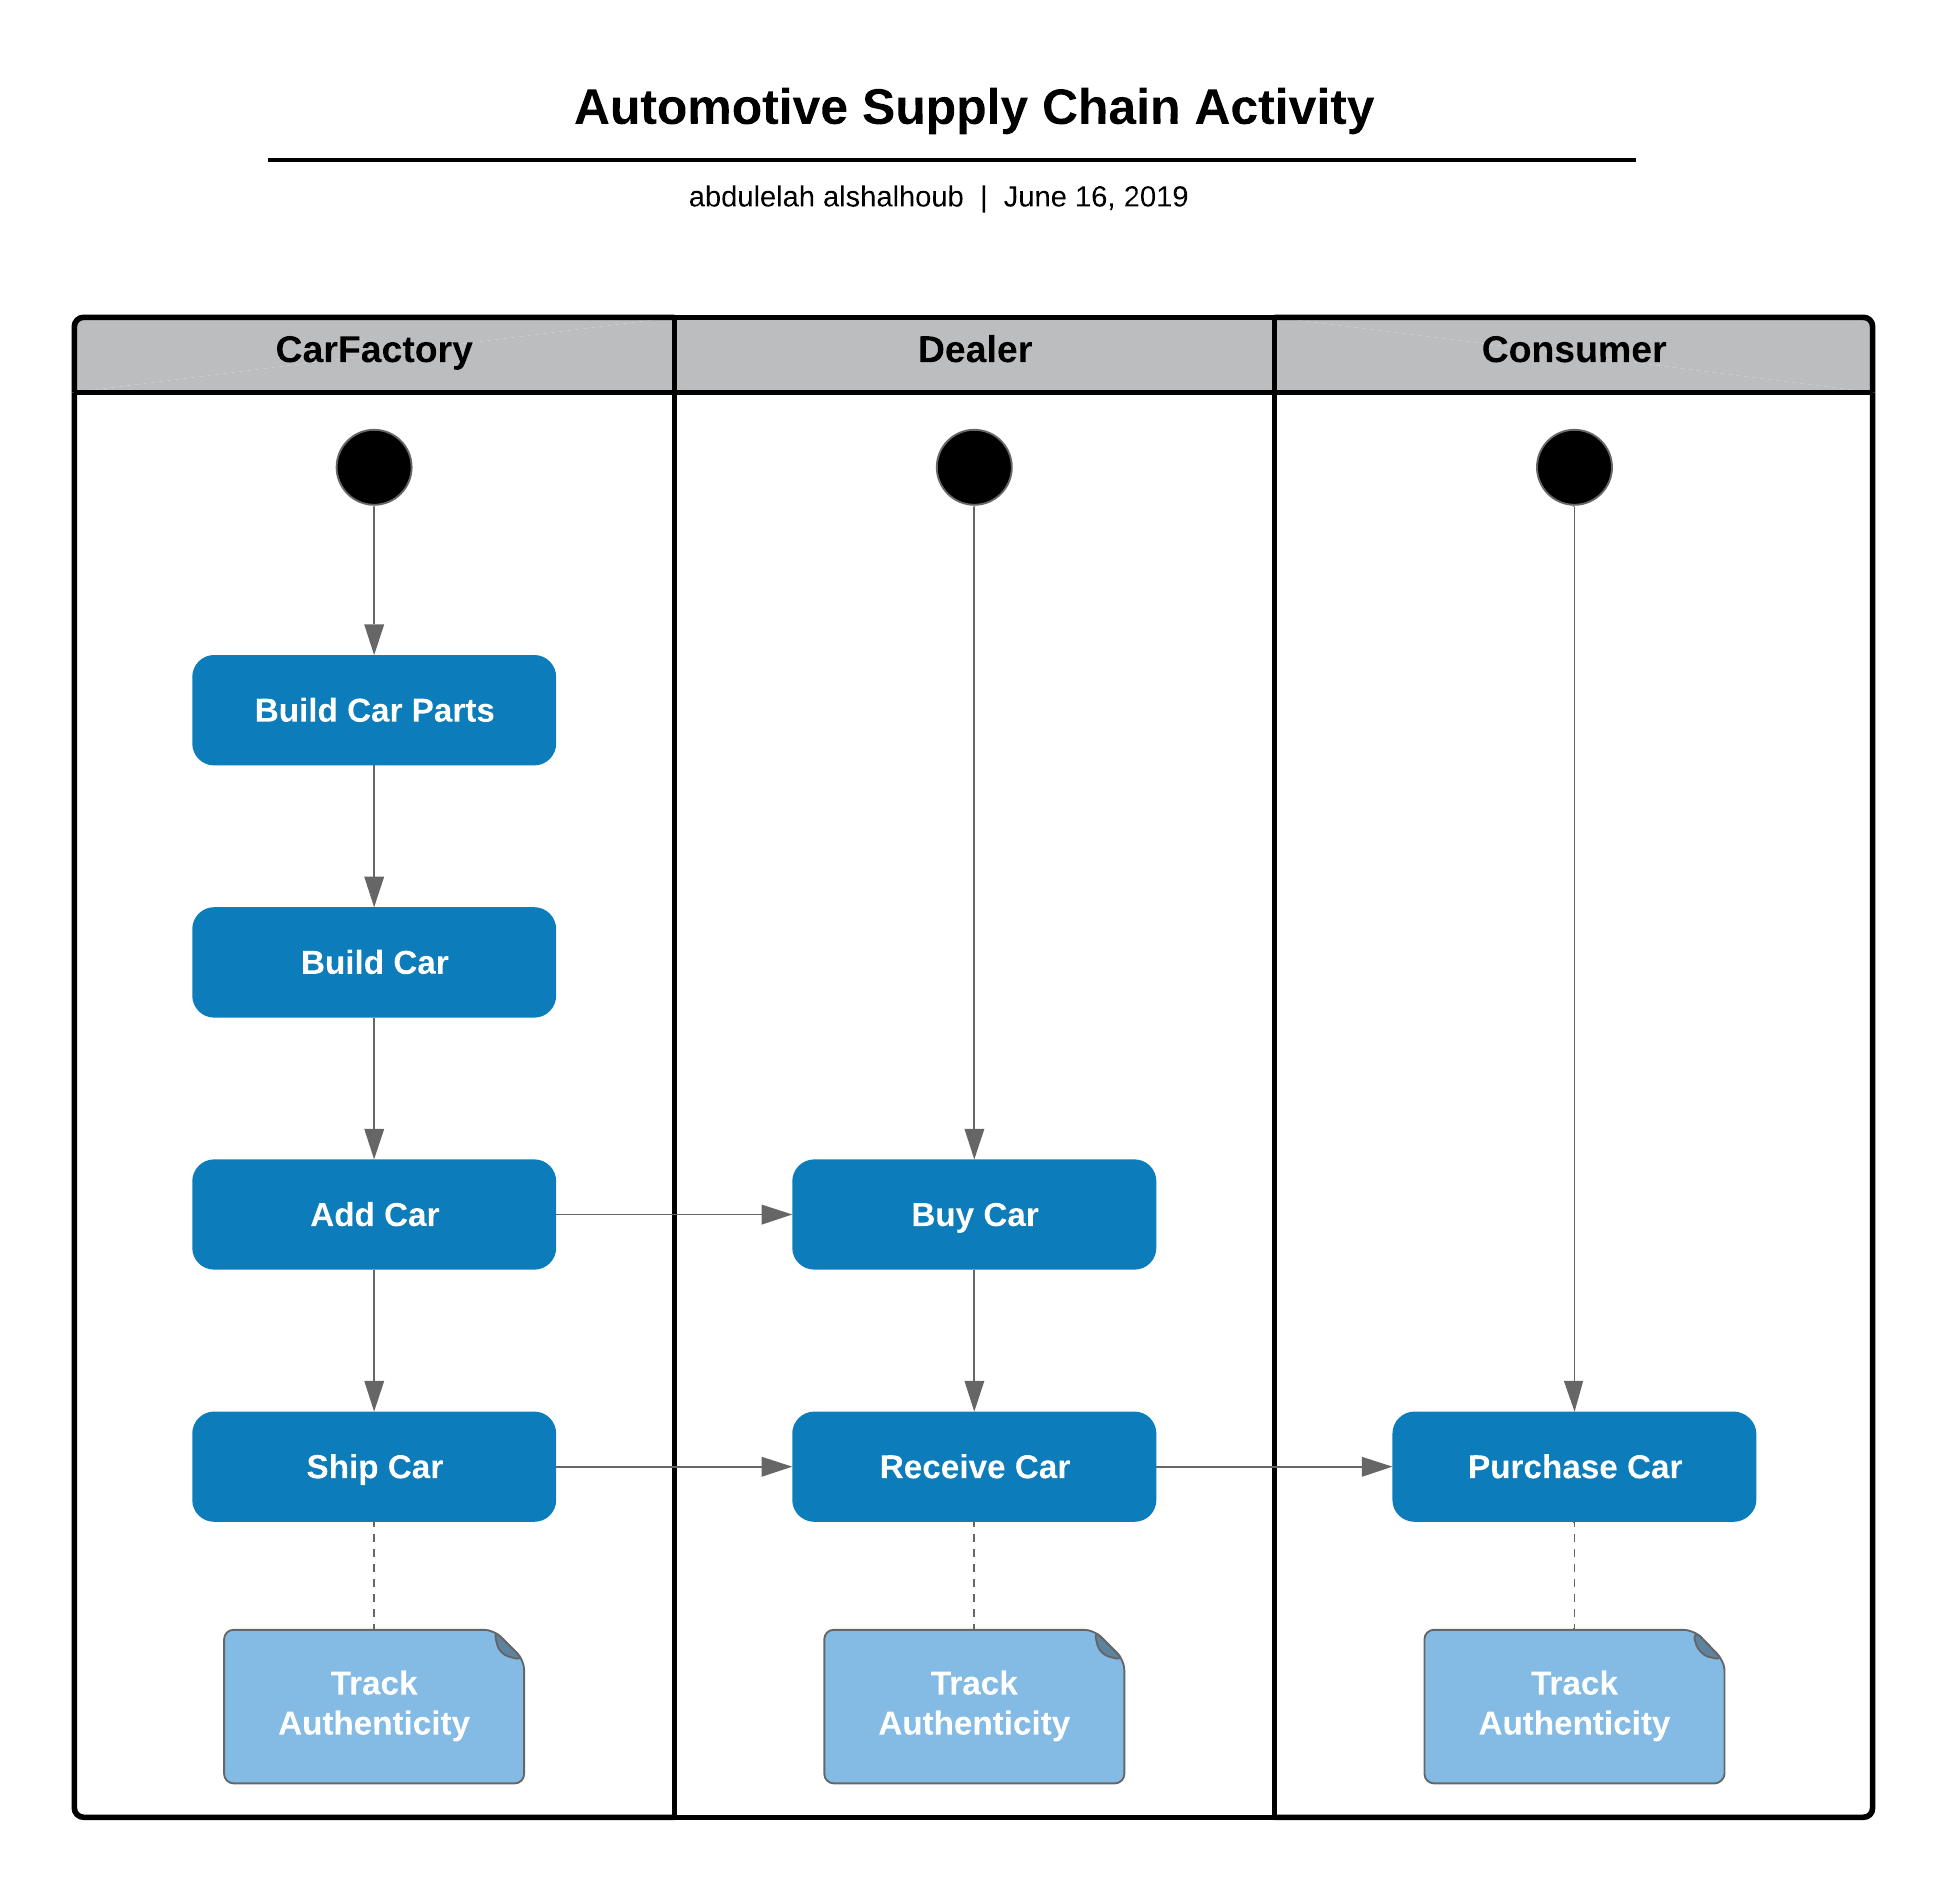 Automotive Supply Chain Activity
abdulelah alshalhoub | June 16, 2019
CarFactory
Dealer
Consumer
Build Car Parts
Build Car
Add Car
Buy Car
Ship Car
Receive Car
Purchase Car
Track
Authenticity
Track
Authenticity
Track
Authenticity